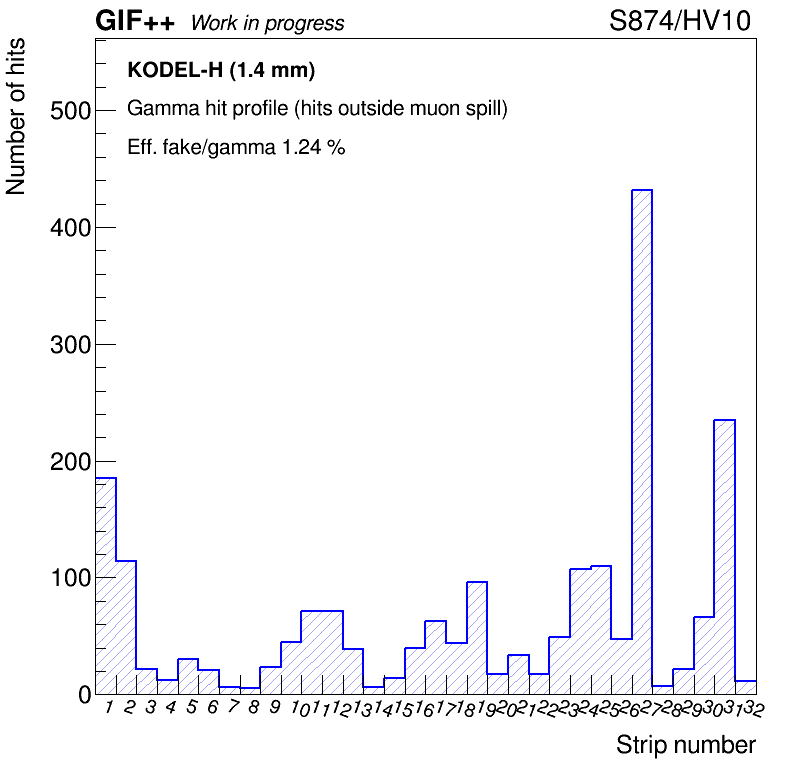 GIF++ Work in progress S874/HV10
Number of hits
KODEL-H (1.4 mm)
Gamma hit profile (hits outside muon spill)
Eff. fake/gamma 1.24 %
500
400
300
200
100
0
1 2 3 4 5 6 7 8 9 10 11 12 13 14 15 16 17 18 19 20 21 22 23 24 25 26 27 28 29 30 31 32
Strip number